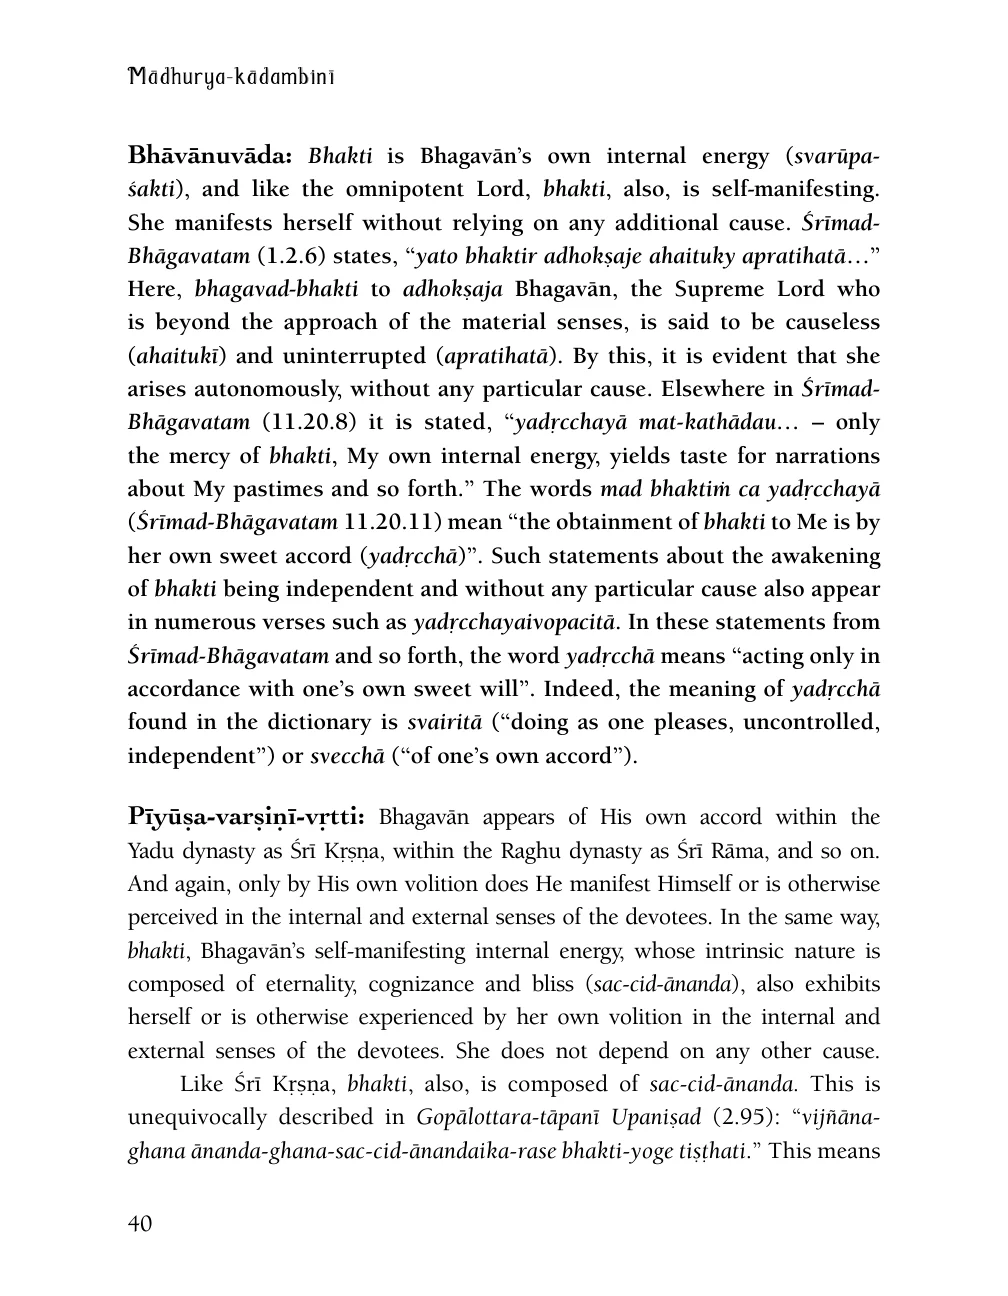 Mādhurya-kādambinī
Bhāvānuvāda: Bhakti is Bhagavān’s own internal energy (svarūpa-
śakti), and like the omnipotent Lord, bhakti, also, is self-manifesting.
She manifests herself without relying on any additional cause. Śrīmad-
Bhāgavatam (1.2.6) states, “yato bhaktir adhokṣaje ahaituky apratihatā…”
Here, bhagavad-bhakti to adhokṣaja Bhagavān, the Supreme Lord who
is beyond the approach of the material senses, is said to be causeless
(ahaitukī) and uninterrupted (apratihatā). By this, it is evident that she
arises autonomously, without any particular cause. Elsewhere in Śrīmad-
Bhāgavatam (11.20.8) it is stated, “yadṛcchayā mat-kathādau… – only
the mercy of bhakti, My own internal energy, yields taste for narrations
about My pastimes and so forth.” The words mad bhaktiṁ ca yadṛcchayā
(Śrīmad-Bhāgavatam 11.20.11) mean “the obtainment of bhakti to Me is by
her own sweet accord (yadṛcchā)”. Such statements about the awakening
of bhakti being independent and without any particular cause also appear
in numerous verses such as yadṛcchayaivopacitā. In these statements from
Śrīmad-Bhāgavatam and so forth, the word yadṛcchā means “acting only in
accordance with one’s own sweet will”. Indeed, the meaning of yadṛcchā
found in the dictionary is svairitā (“doing as one pleases, uncontrolled,
independent”) or svecchā (“of one’s own accord”).
Pīyūṣa-varṣiṇī-vṛtti: Bhagavān appears of His own accord within the
Yadu dynasty as Śrī Kṛṣṇa, within the Raghu dynasty as Śrī Rāma, and so on.
And again, only by His own volition does He manifest Himself or is otherwise
perceived in the internal and external senses of the devotees. In the same way,
bhakti, Bhagavān’s self-manifesting internal energy, whose intrinsic nature is
composed of eternality, cognizance and bliss (sac-cid-ānanda), also exhibits
herself or is otherwise experienced by her own volition in the internal and
external senses of the devotees. She does not depend on any other cause.
Like Śrī Kṛṣṇa, bhakti, also, is composed of sac-cid-ānanda. This is
unequivocally described in Gopālottara-tāpanī Upaniṣad (2.95): “vijñāna-
ghana ānanda-ghana-sac-cid-ānandaika-rase bhakti-yoge tiṣṭhati.” This means
40